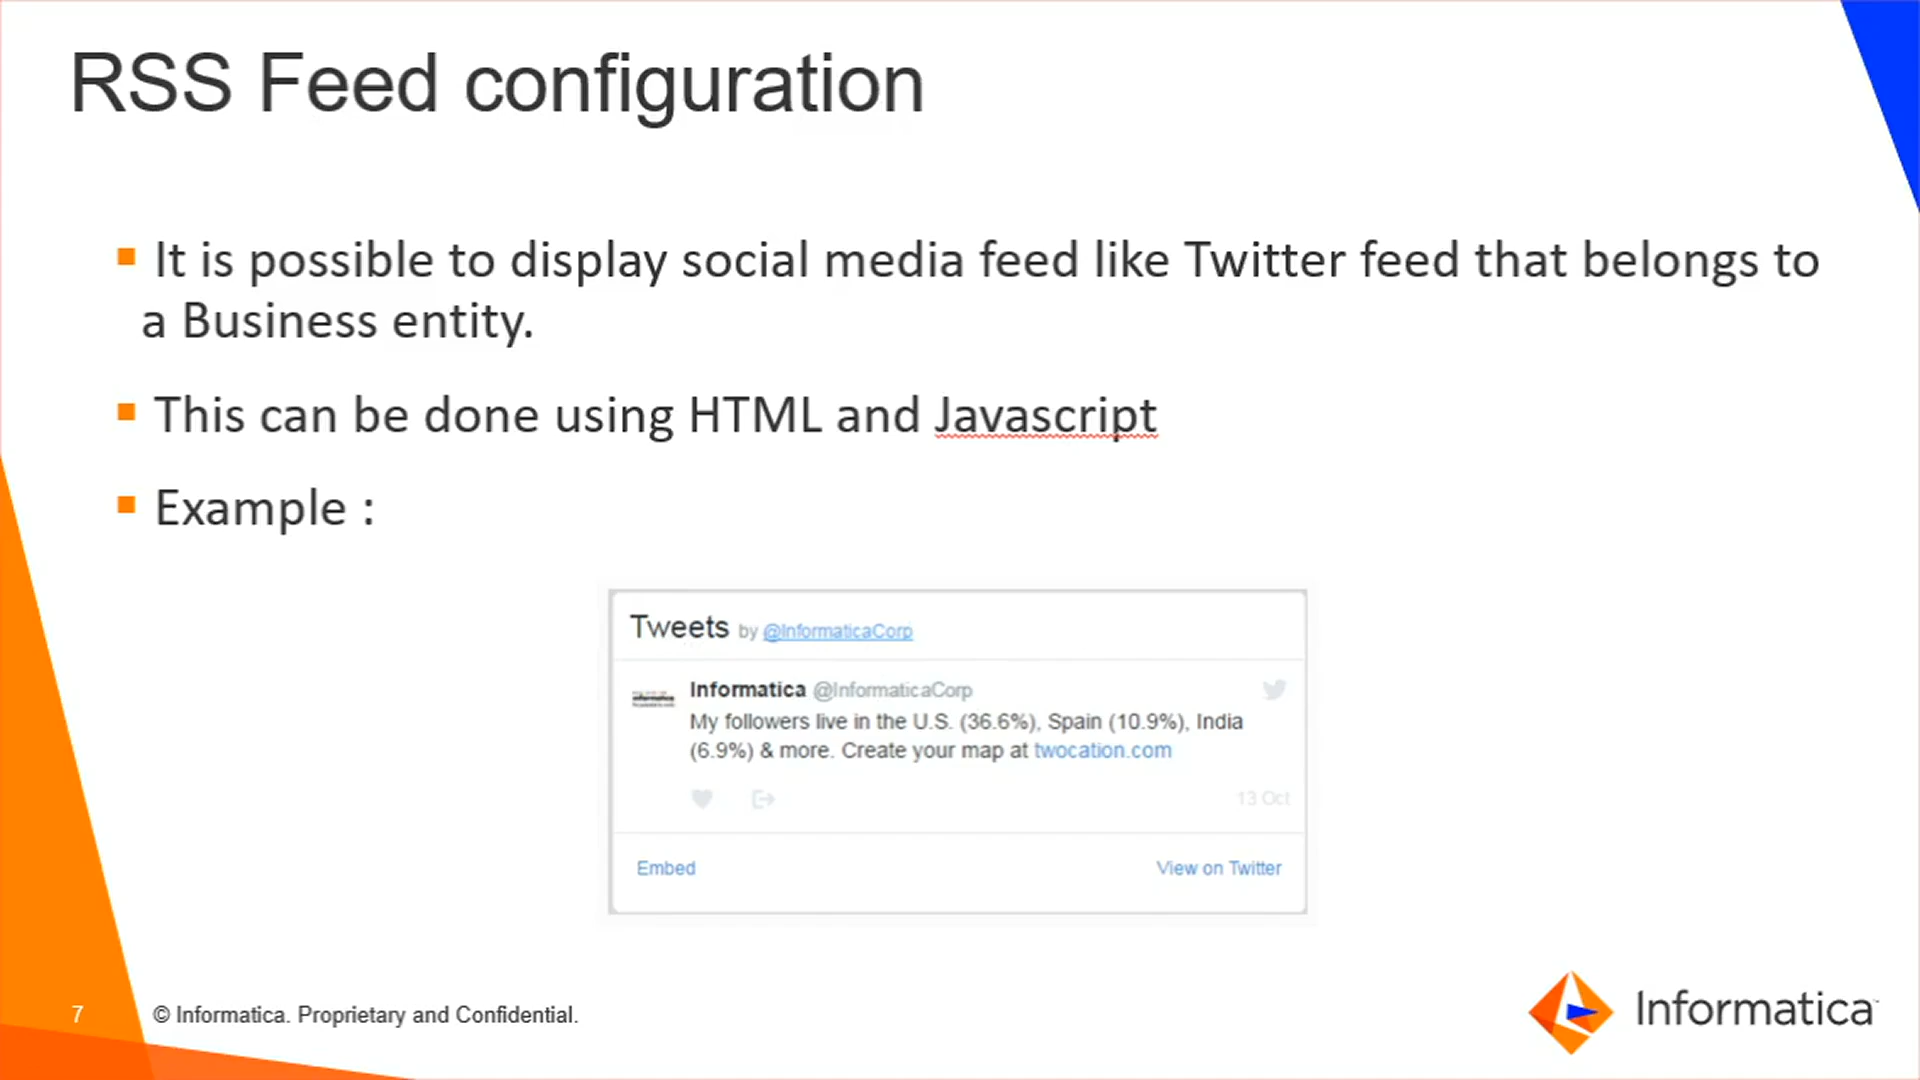 RSS Feed configuration
It is possible to display social media feed like Twitter feed that belongs to
a Business entity.
This can be done using HTML and Javascript
Example :
Tweets by @InformaticaCorp
Informatica @InformaticaCorp
My followers live in the U.S. (36.6%), Spain (10.9%), India
(6.9%) & more. Create your map at twocation.com
13 Oct
Embed View on Twitter
7 © Informatica. Proprietary and Confidential.
Informatica